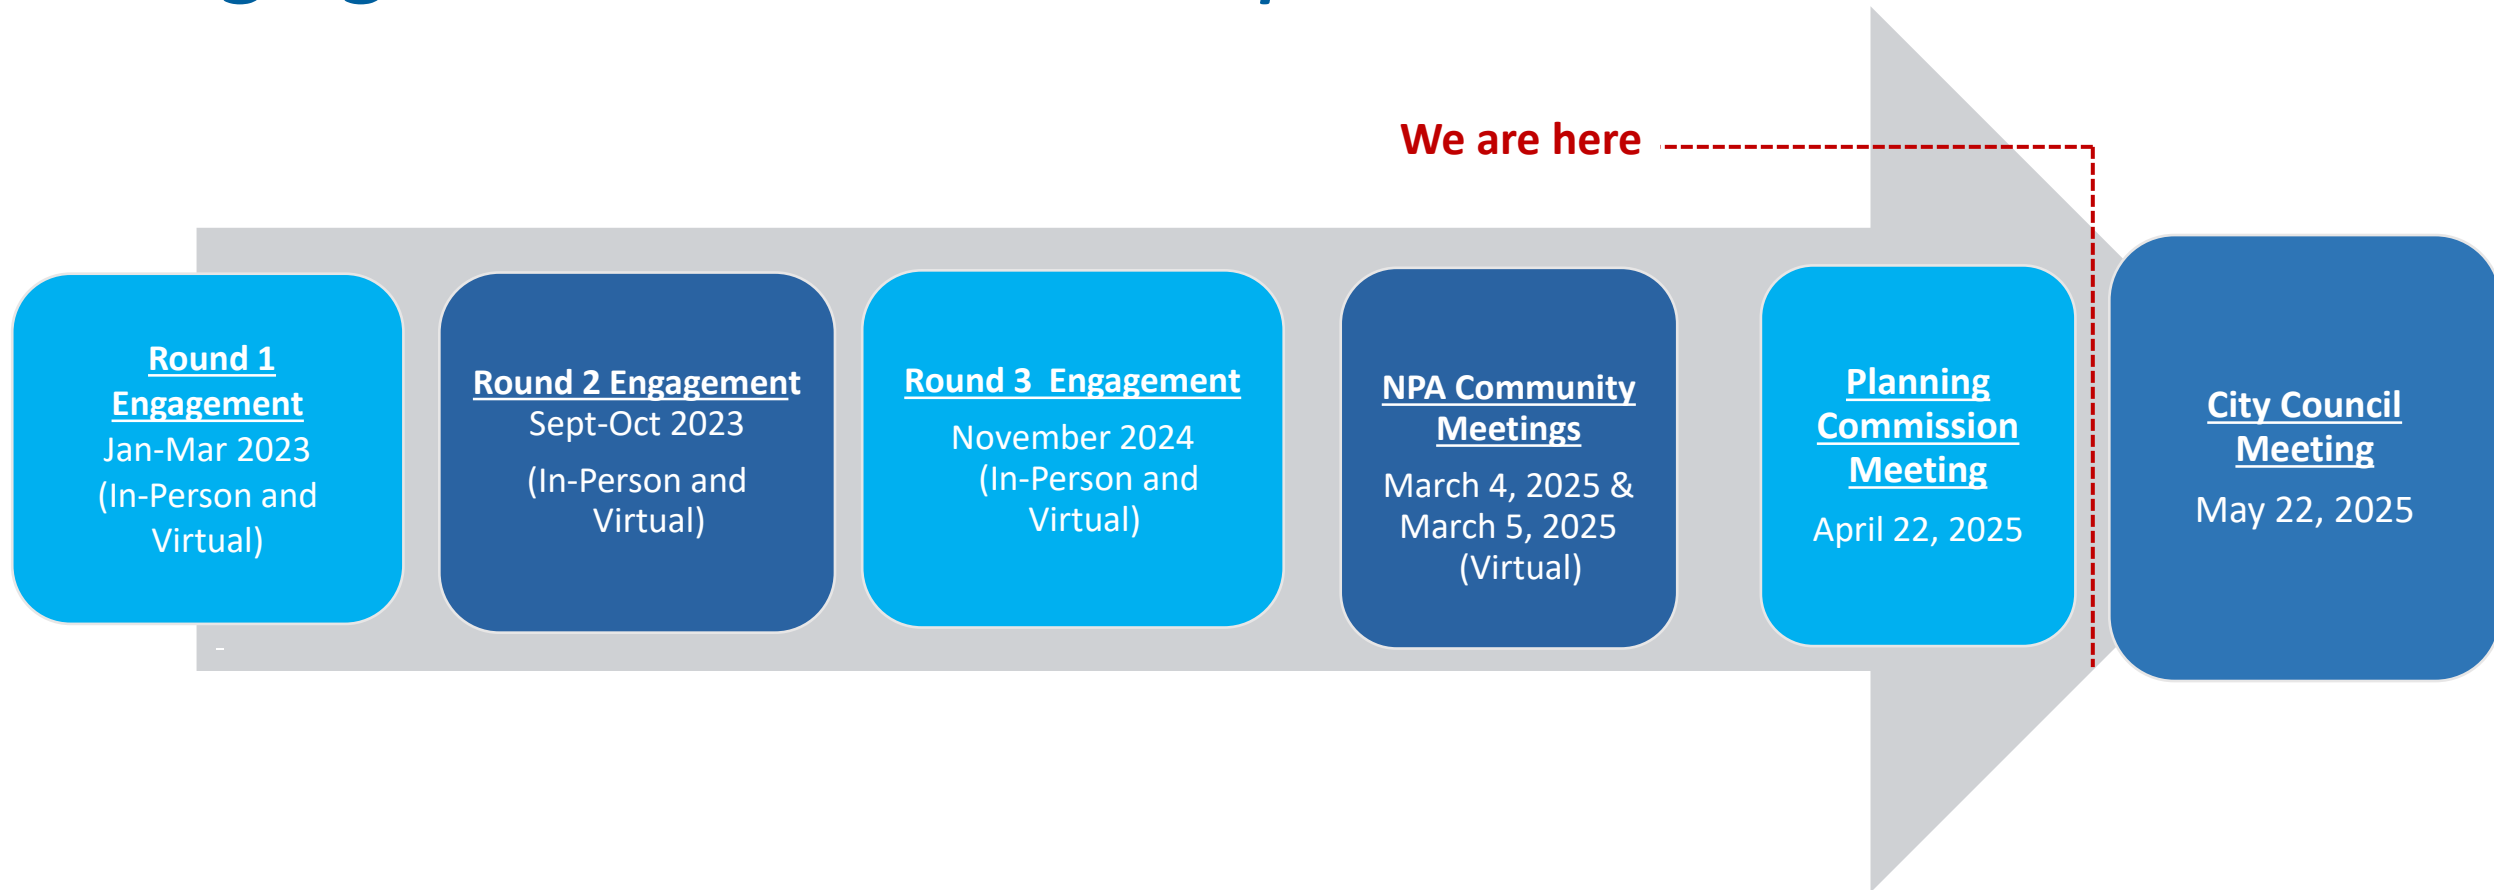 We are here
Round 1
Engagement
Jan-Mar 2023
(In-Person and
Virtual)
Round 2 Engagement
Sept-Oct 2023
(In-Person and
Virtual)
Round 3  Engagement
November 2024
(In-Person and
Virtual)
NPA Community
Meetings
March 4, 2025 &
March 5, 2025
(Virtual)
Planning
Commission
Meeting
April 22, 2025
City Council
Meeting
May 22, 2025
-